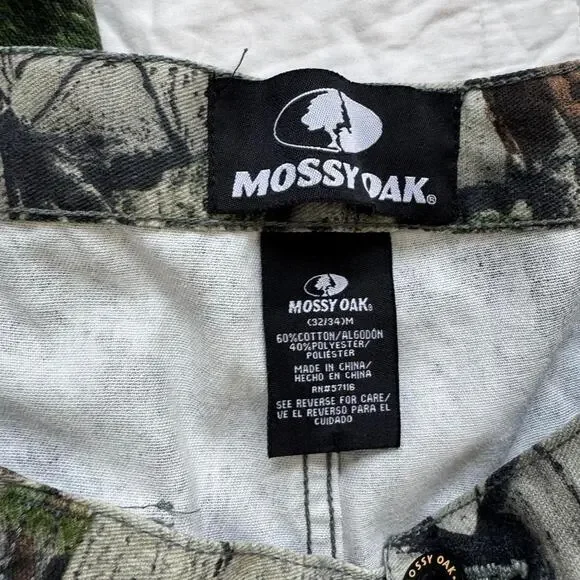 MOSSY OAK®
MOSSY OAK®
(32/34)M
60%COTTON/ALGODÓN
40%POLYESTER/
POLIÉSTER
MADE IN CHINA/
HECHO EN CHINA
RN#57116
SEE REVERSE FOR CARE/
VE EL REVERSO PARA EL
CUIDADO
OSSY OAK